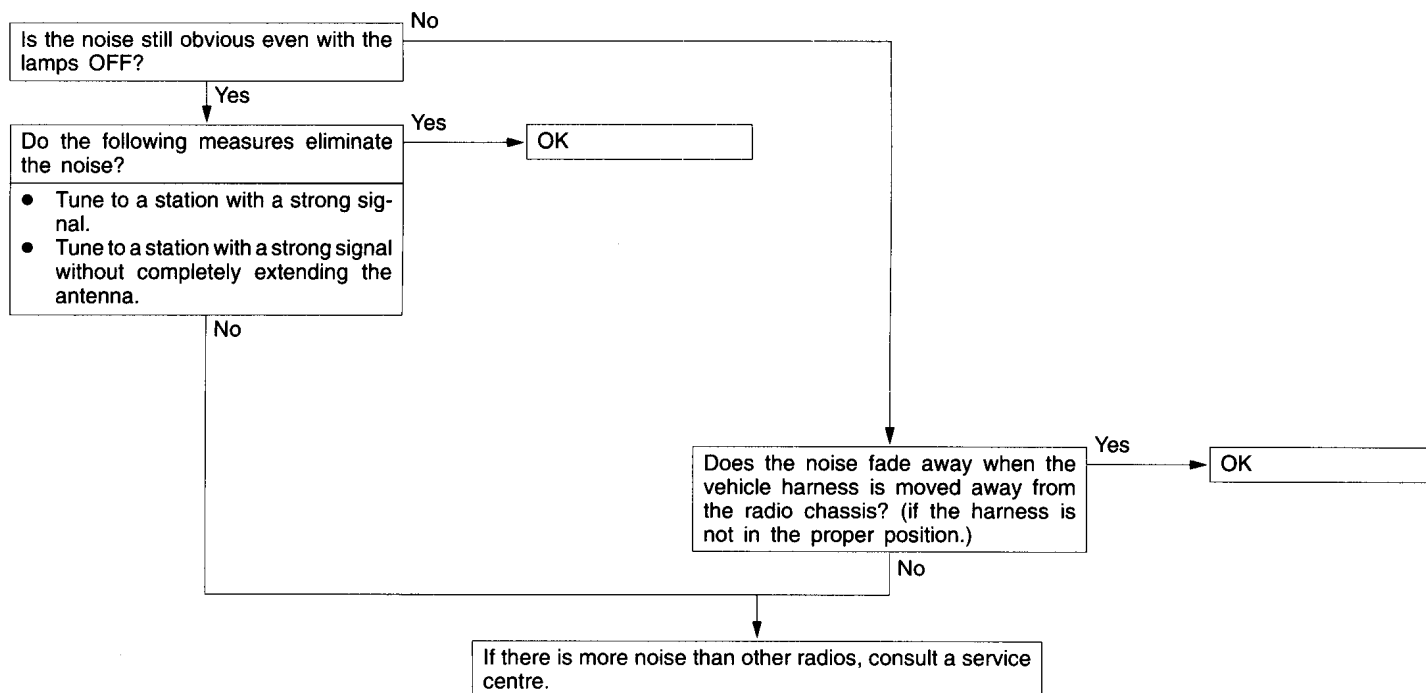 No
Is the noise still obvious even with the
lamps OFF?
Yes
Do the following measures eliminate
the noise?
Yes
OK
● Tune to a station with a strong sig-
nal.
● Tune to a station with a strong signal
without completely extending the
antenna.
No
Does the noise fade away when the
vehicle harness is moved away from
the radio chassis? (if the harness is
not in the proper position.)
Yes
OK
No
If there is more noise than other radios, consult a service
centre.